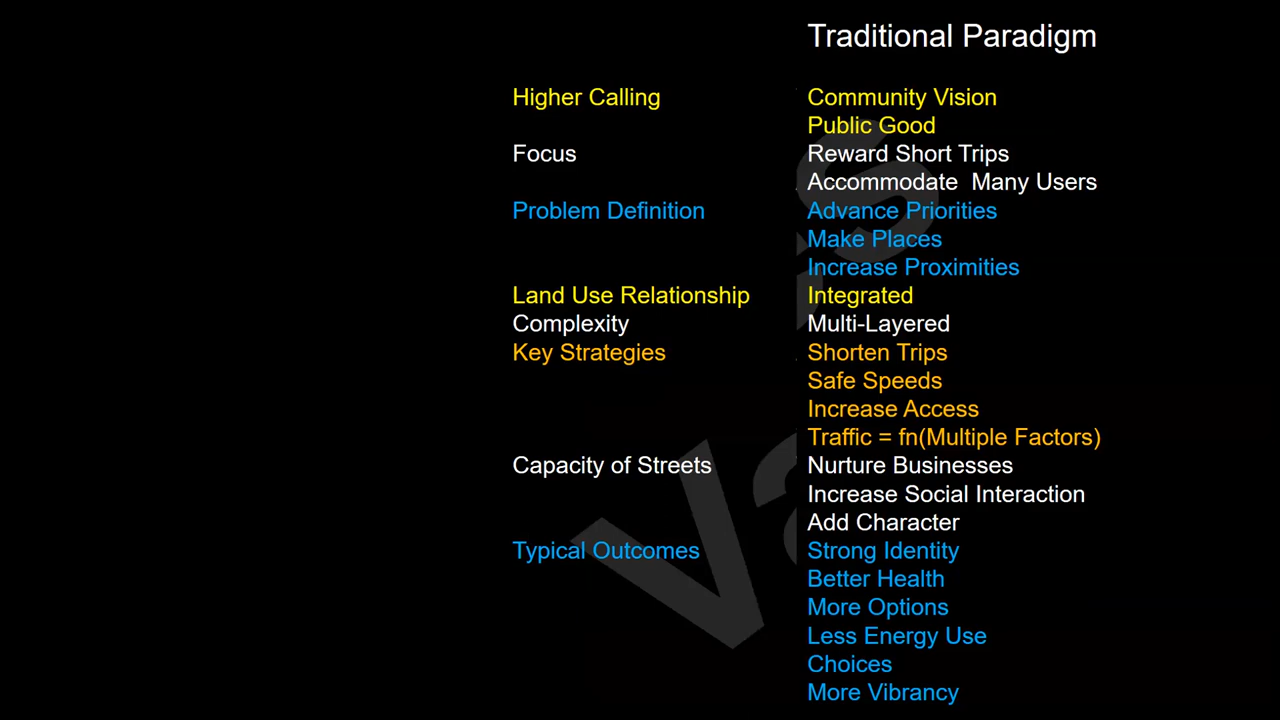 Traditional Paradigm
Higher Calling Community Vision
Public Good
Focus Reward Short Trips
Accommodate Many Users
Problem Definition Advance Priorities
Make Places
Increase Proximities
Land Use Relationship Integrated
Complexity Multi-Layered
Key Strategies Shorten Trips
Safe Speeds
Increase Access
Traffic = fn(Multiple Factors)
Capacity of Streets Nurture Businesses
Increase Social Interaction
Add Character
Typical Outcomes Strong Identity
Better Health
More Options
Less Energy Use
Choices
More Vibrancy